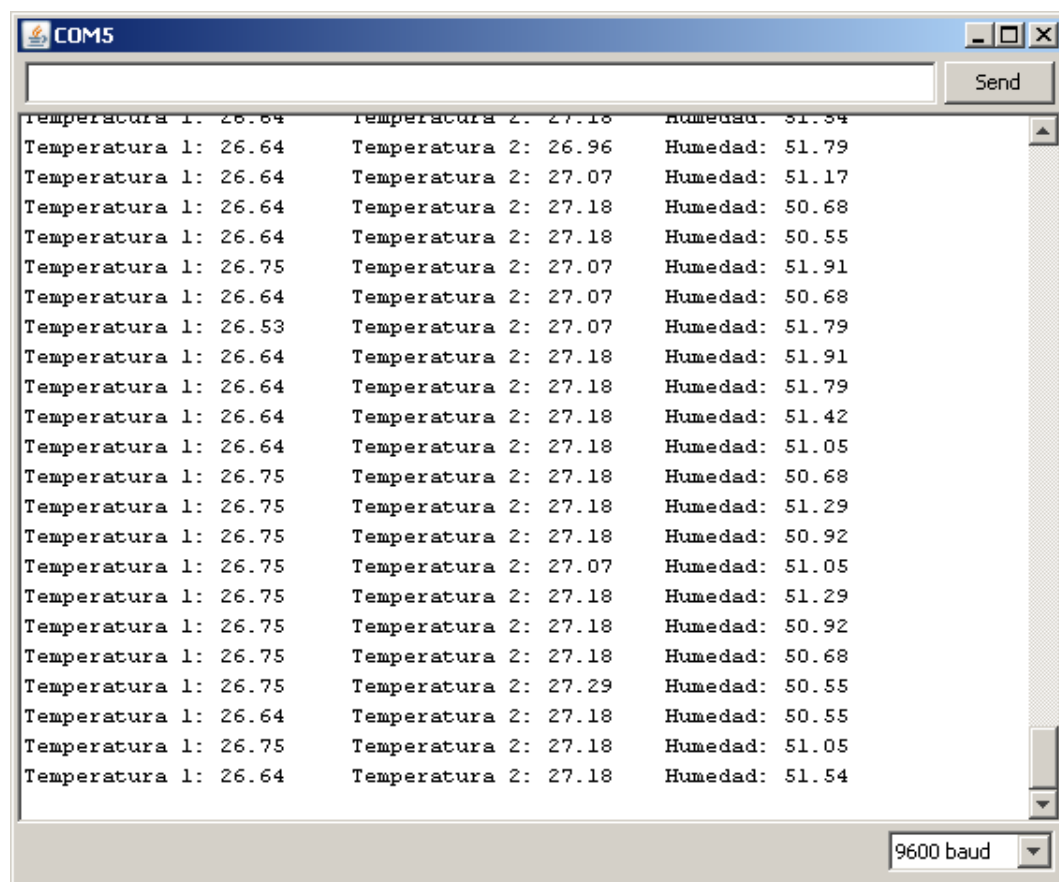 COM5
Send
Temperatura 1: 26.64 Temperatura 2: 27.18 Humedad: 51.54
Temperatura 1: 26.64 Temperatura 2: 26.96 Humedad: 51.79
Temperatura 1: 26.64 Temperatura 2: 27.07 Humedad: 51.17
Temperatura 1: 26.64 Temperatura 2: 27.18 Humedad: 50.68
Temperatura 1: 26.64 Temperatura 2: 27.18 Humedad: 50.55
Temperatura 1: 26.75 Temperatura 2: 27.07 Humedad: 51.91
Temperatura 1: 26.64 Temperatura 2: 27.07 Humedad: 50.68
Temperatura 1: 26.53 Temperatura 2: 27.07 Humedad: 51.79
Temperatura 1: 26.64 Temperatura 2: 27.18 Humedad: 51.91
Temperatura 1: 26.64 Temperatura 2: 27.18 Humedad: 51.79
Temperatura 1: 26.64 Temperatura 2: 27.18 Humedad: 51.42
Temperatura 1: 26.64 Temperatura 2: 27.18 Humedad: 51.05
Temperatura 1: 26.75 Temperatura 2: 27.18 Humedad: 50.68
Temperatura 1: 26.75 Temperatura 2: 27.18 Humedad: 51.29
Temperatura 1: 26.75 Temperatura 2: 27.18 Humedad: 50.92
Temperatura 1: 26.75 Temperatura 2: 27.07 Humedad: 51.05
Temperatura 1: 26.75 Temperatura 2: 27.18 Humedad: 51.29
Temperatura 1: 26.75 Temperatura 2: 27.18 Humedad: 50.92
Temperatura 1: 26.75 Temperatura 2: 27.18 Humedad: 50.68
Temperatura 1: 26.75 Temperatura 2: 27.29 Humedad: 50.55
Temperatura 1: 26.64 Temperatura 2: 27.18 Humedad: 50.55
Temperatura 1: 26.75 Temperatura 2: 27.18 Humedad: 51.05
Temperatura 1: 26.64 Temperatura 2: 27.18 Humedad: 51.54
9600 baud